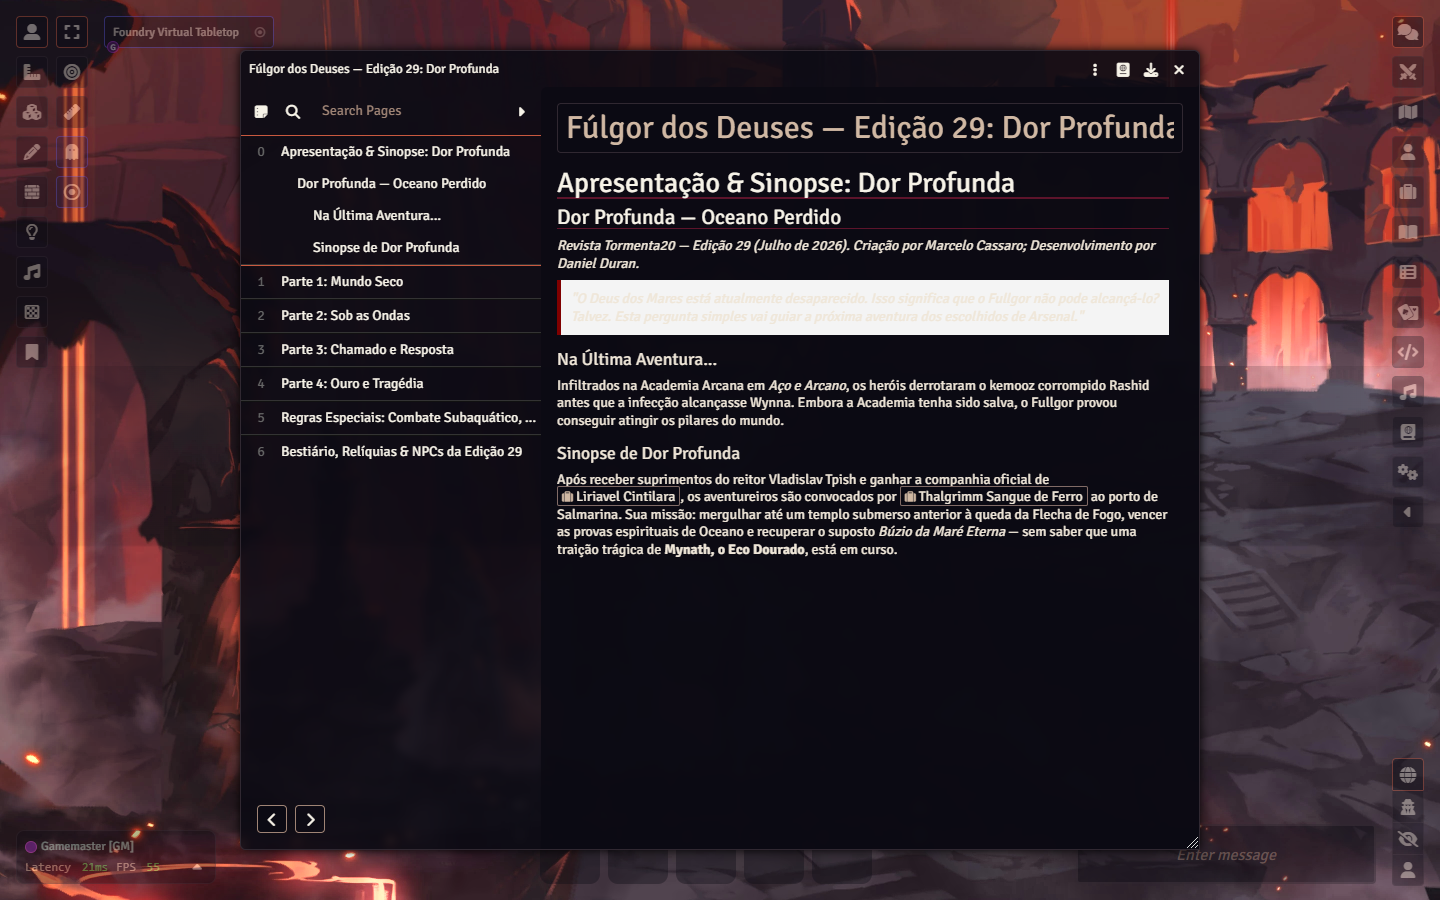 Foundry Virtual Tabletop
G
Fúlgor dos Deuses — Edição 29: Dor Profunda
Search Pages
0 Apresentação & Sinopse: Dor Profunda
Dor Profunda — Oceano Perdido
Na Última Aventura...
Sinopse de Dor Profunda
1 Parte 1: Mundo Seco
2 Parte 2: Sob as Ondas
3 Parte 3: Chamado e Resposta
4 Parte 4: Ouro e Tragédia
5 Regras Especiais: Combate Subaquático, ...
6 Bestiário, Relíquias & NPCs da Edição 29
Fúlgor dos Deuses — Edição 29: Dor Profunda
Apresentação & Sinopse: Dor Profunda
Dor Profunda — Oceano Perdido
Revista Tormenta20 — Edição 29 (Julho de 2026). Criação por Marcelo Cassaro; Desenvolvimento por
Daniel Duran.
"O Deus dos Mares está atualmente desaparecido. Isso significa que o Fullgor não pode alcançá-lo?
Talvez. Esta pergunta simples vai guiar a próxima aventura dos escolhidos de Arsenal."
Na Última Aventura...
Infiltrados na Academia Arcana em Aço e Arcano, os heróis derrotaram o kemooz corrompido Rashid
antes que a infecção alcançasse Wynna. Embora a Academia tenha sido salva, o Fullgor provou
conseguir atingir os pilares do mundo.
Sinopse de Dor Profunda
Após receber suprimentos do reitor Vladislav Tpish e ganhar a companhia oficial de
Liriavel Cintilara, os aventureiros são convocados por Thalgrimm Sangue de Ferro ao porto de
Salmarina. Sua missão: mergulhar até um templo submerso anterior à queda da Flecha de Fogo, vencer
as provas espirituais de Oceano e recuperar o suposto Búzio da Maré Eterna — sem saber que uma
traição trágica de Mynath, o Eco Dourado, está em curso.
Gamemaster [GM]
Latency 21ms FPS 55
Enter message